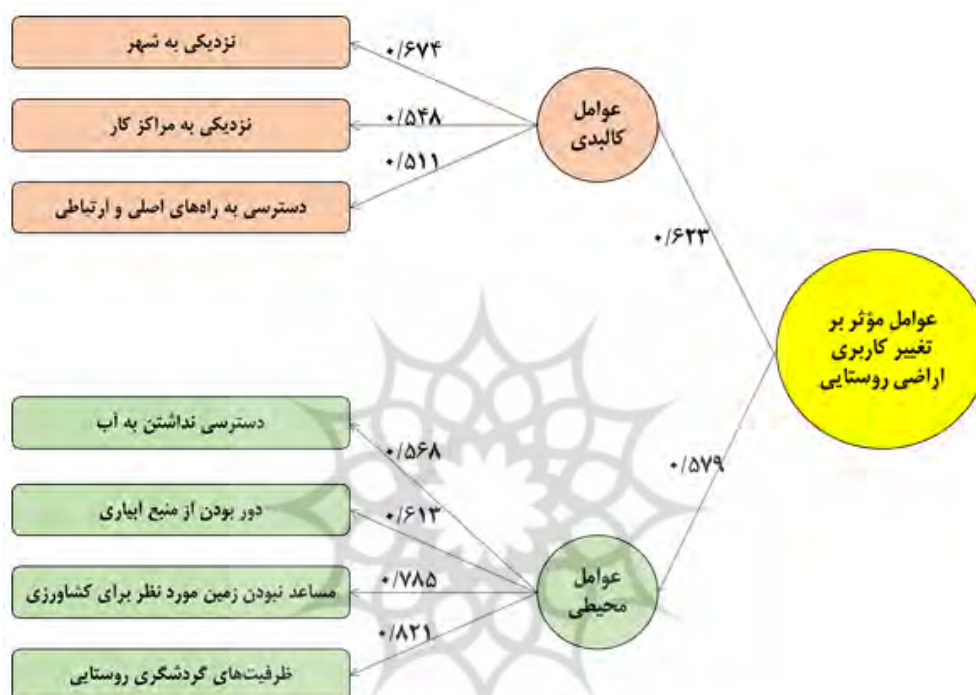 عوامل مؤثر بر
تغییر کاربری
اراضی روستایی
۰/۶۲۳
عوامل
کالبدی
۰/۶۷۴
نزدیکی به شهر
۰/۵۴۸
نزدیکی به مراکز کار
۰/۵۱۱
دسترسی به راه‌های اصلی و ارتباطی
۰/۵۷۹
عوامل
محیطی
۰/۵۶۸
دسترسی نداشتن به آب
۰/۶۱۳
دور بودن از منبع آبیاری
۰/۷۸۵
مساعد نبودن زمین مورد نظر برای کشاورزی
۰/۸۲۱
ظرفیت‌های گردشگری روستایی